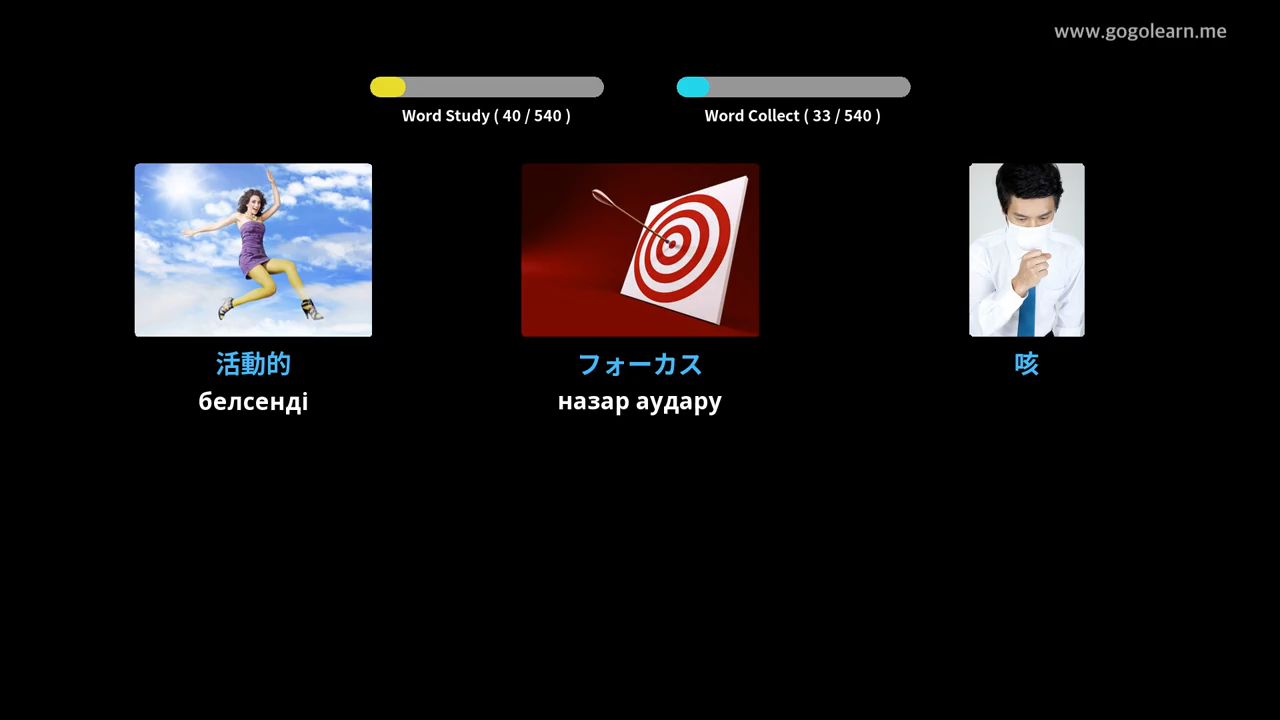 www.gogolearn.me
Word Study ( 40 / 540 )
Word Collect ( 33 / 540 )
活動的
フォーカス
咳
белсенді
назар аудару